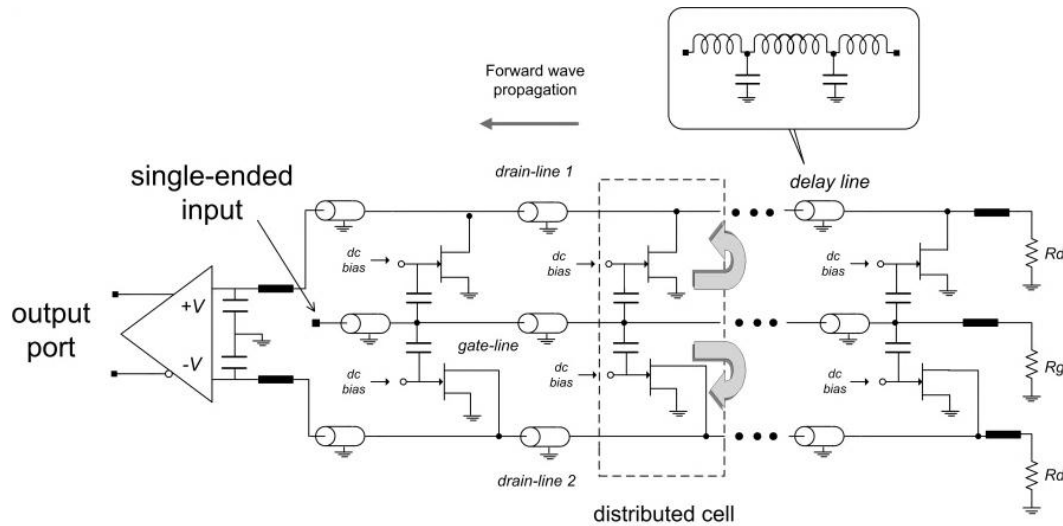 Forward wave
propagation
drain-line 1
delay line
single-ended
input
dc
bias
dc
bias
dc
bias
Rd
+V
-V
output
port
gate-line
Rg
dc
bias
dc
bias
dc
bias
drain-line 2
Rd
distributed cell